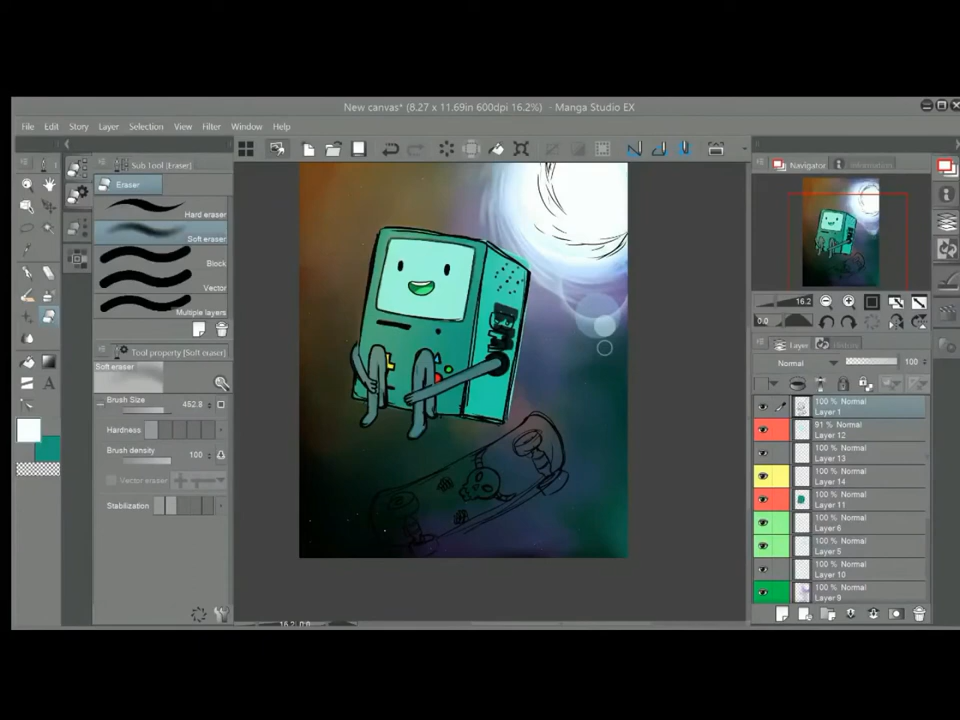 New canvas* (8.27 x 11.69in 600dpi 16.2%)  - Manga Studio EX
File Edit Story Layer Selection View Filter Window Help
Sub Tool [Eraser]
Eraser
Hard eraser
Soft eraser
Block
Vector
Multiple layers
Tool property [Soft eraser]
Soft eraser
Brush Size 452.8
Hardness
Brush density 100
Vector eraser
Stabilization
Navigator Information
16.2
0.0
Layer History
Normal 100
100 % Normal
Layer 1
91 % Normal
Layer 12
100 % Normal
Layer 13
100 % Normal
Layer 14
100 % Normal
Layer 11
100 % Normal
Layer 6
100 % Normal
Layer 5
100 % Normal
Layer 10
100 % Normal
Layer 9